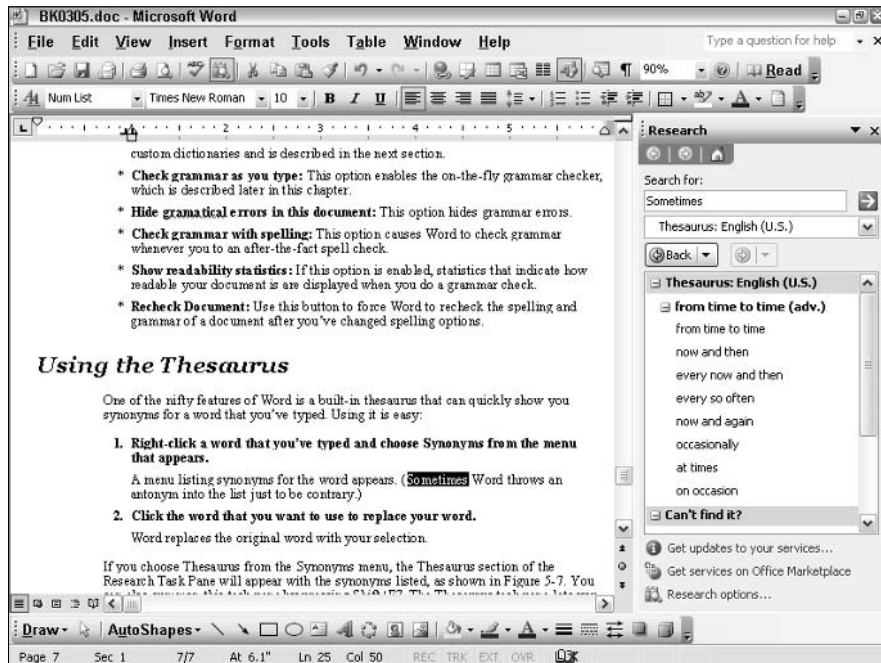 BK0305.doc - Microsoft Word
File Edit View Insert Format Tools Table Window Help Type a question for help
90% Read
Num List Times New Roman 10 B I U
1 2 3 4 5
custom dictionaries and is described in the next section.
* Check grammar as you type: This option enables the on-the-fly grammar checker,
which is described later in this chapter.
* Hide gramatical errors in this document: This option hides grammar errors.
* Check grammar with spelling: This option causes Word to check grammar
whenever you to an after-the-fact spell check.
* Show readability statistics: If this option is enabled, statistics that indicate how
readable your document is are displayed when you do a grammar check.
* Recheck Document: Use this button to force Word to recheck the spelling and
grammar of a document after you've changed spelling options.
Using the Thesaurus
One of the nifty features of Word is a built-in thesaurus that can quickly show you
synonyms for a word that you've typed. Using it is easy:
1. Right-click a word that you've typed and choose Synonyms from the menu
that appears.
A menu listing synonyms for the word appears. (Sometimes Word throws an
antonym into the list just to be contrary.)
2. Click the word that you want to use to replace your word.
Word replaces the original word with your selection.
If you choose Thesaurus from the Synonyms menu, the Thesaurus section of the
Research Task Pane will appear with the synonyms listed, as shown in Figure 5-7. You
Research
Search for:
Sometimes
Thesaurus: English (U.S.)
Back
Thesaurus: English (U.S.)
from time to time (adv.)
from time to time
now and then
every now and then
every so often
now and again
occasionally
at times
on occasion
Can't find it?
Get updates to your services...
Get services on Office Marketplace
Research options...
Draw AutoShapes
Page 7 Sec 1 7/7 At 6.1" Ln 25 Col 50 REC TRK EXT OVR